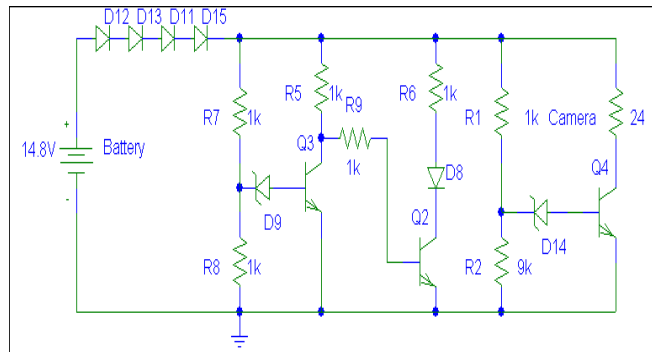 D12 D13 D11 D15
R5 1k R6 1k
R7 1k R9 R1 1k Camera 24
+
14.8V Battery Q3 1k D8 Q4
-
D9 Q2 D14
R8 1k R2 9k